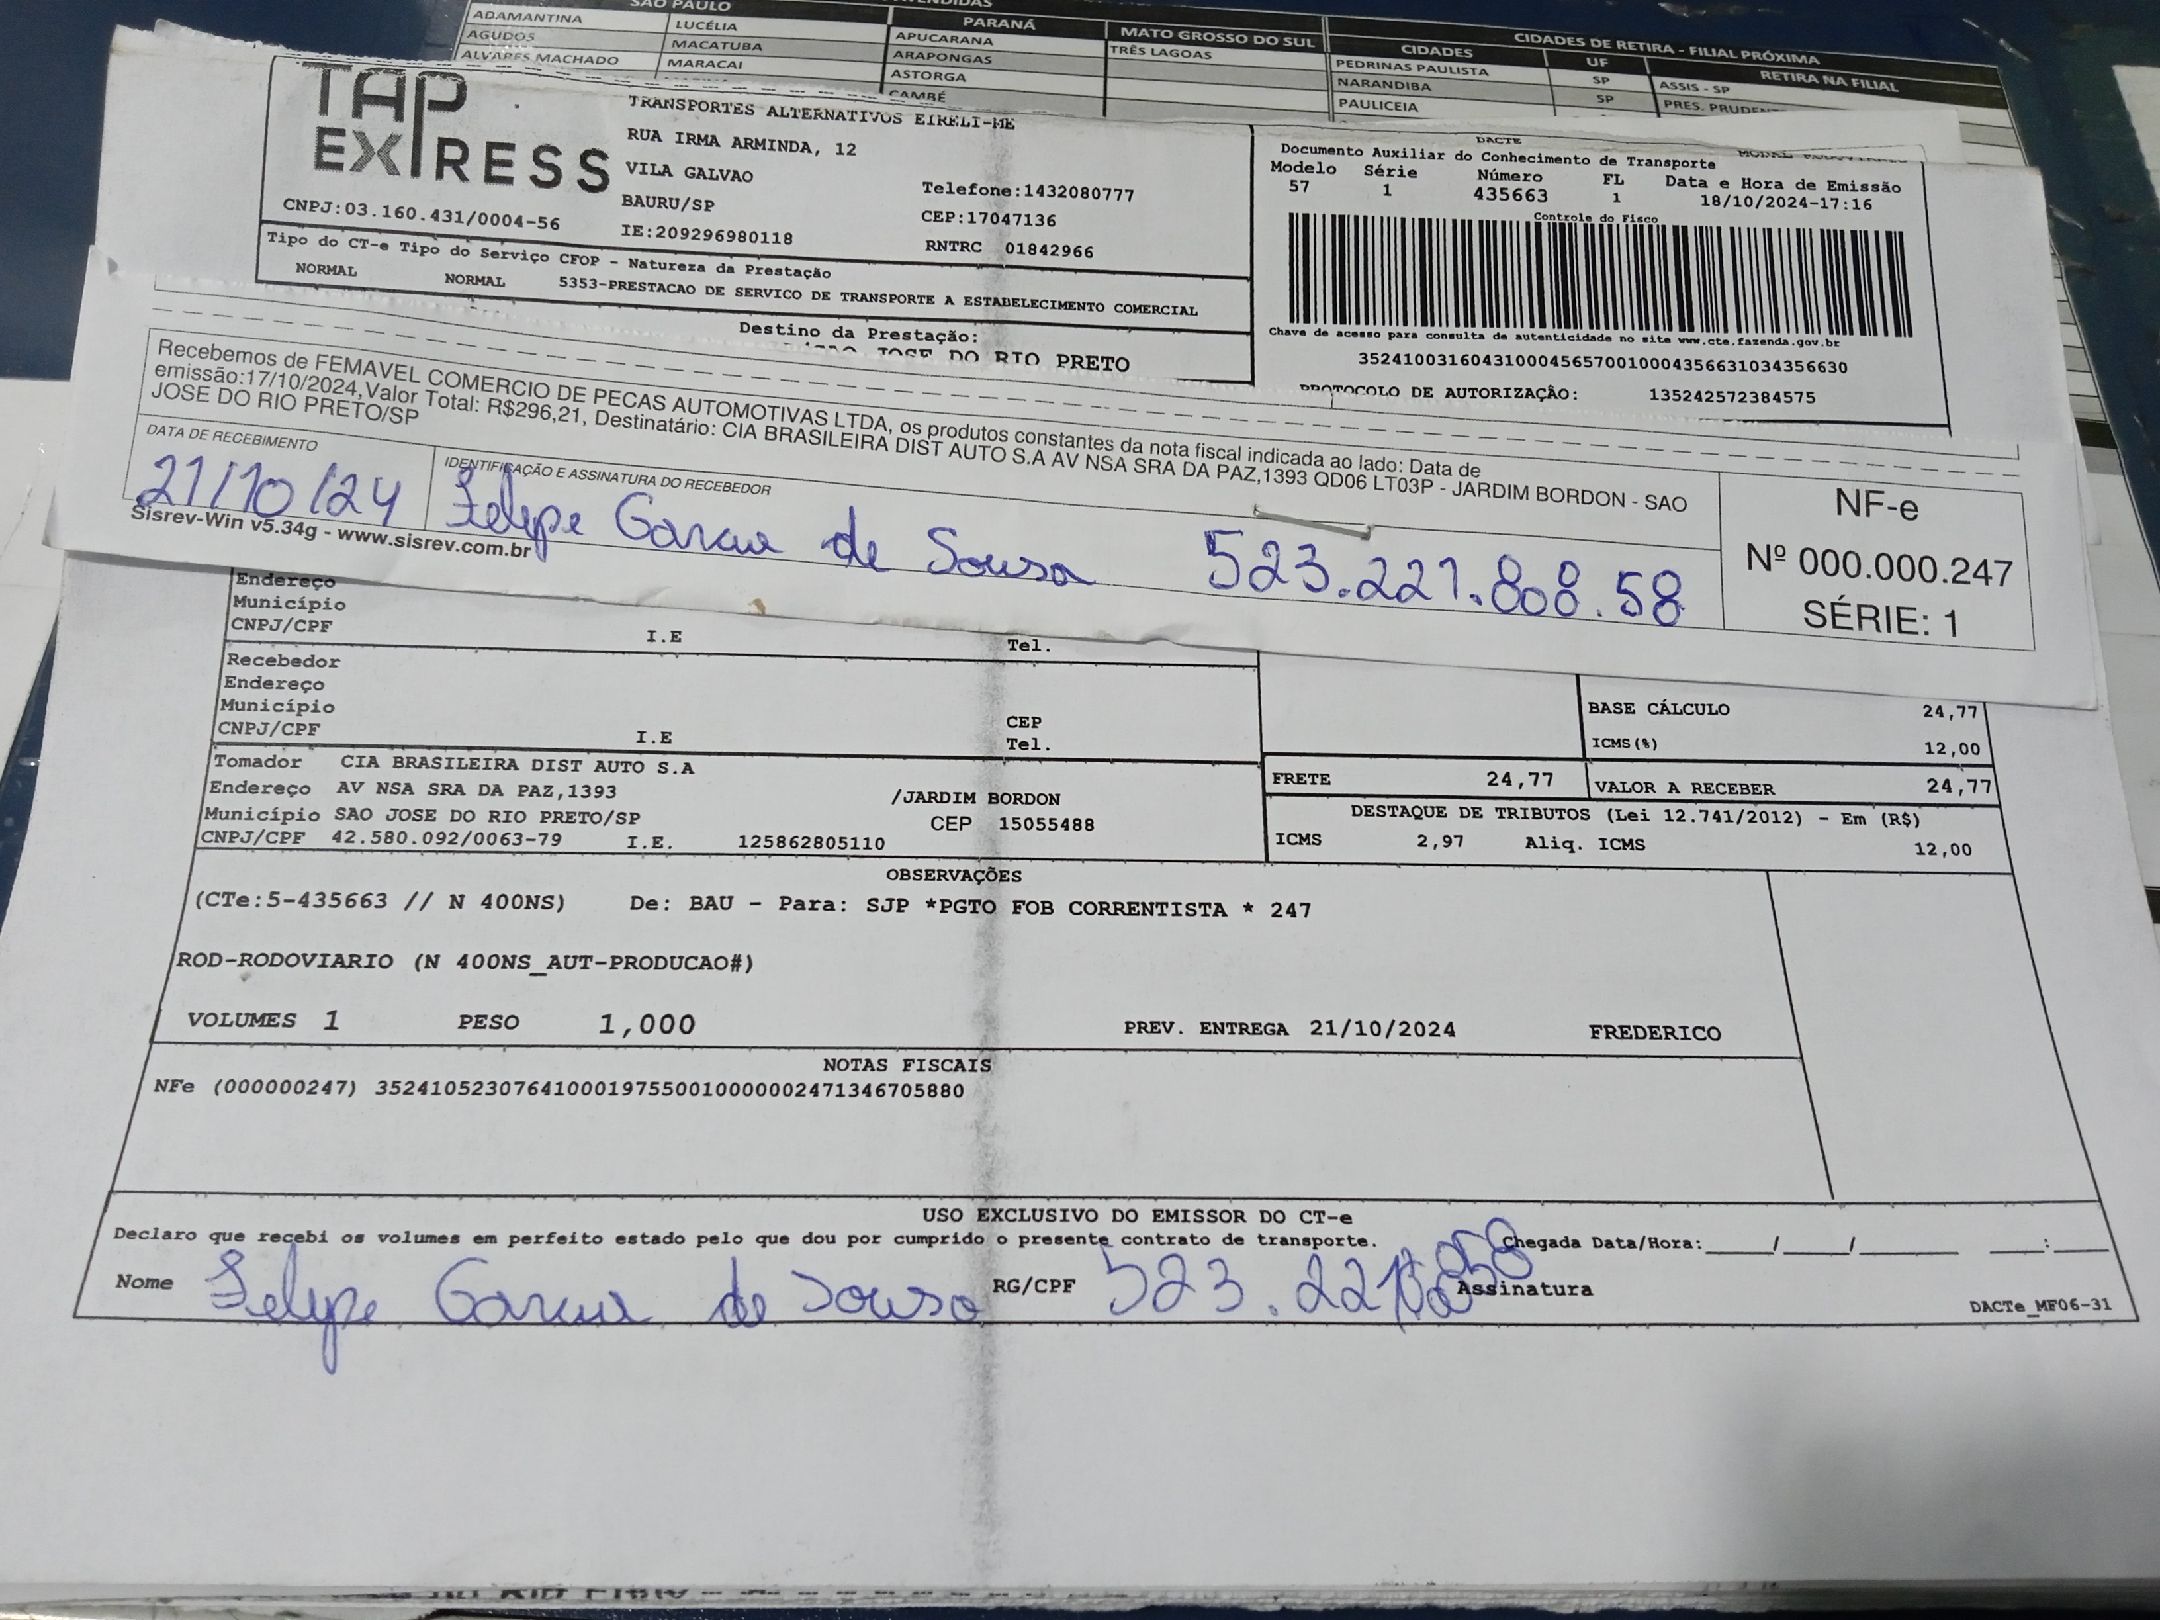 SAO PAULO
PARANÁ
MATO GROSSO DO SUL
CIDADES DE RETIRA - FILIAL PRÓXIMA
ADAMANTINA
LUCÉLIA
APUCARANA
TRÊS LAGOAS
CIDADES
UF
RETIRA NA FILIAL
AGUDOS
MACATUBA
ARAPONGAS
PEDRINAS PAULISTA
SP
ASSIS - SP
ALVARES MACHADO
MARACAI
ASTORGA
NARANDIBA
SP
CAMBÉ
PAULICEIA
TAP
EXPRESS
CNPJ:03.160.431/0004-56
TRANSPORTES ALTERNATIVOS EIRELI-ME
RUA IRMA ARMINDA, 12
VILA GALVAO
BAURU/SP
IE:209296980118
Telefone:1432080777
CEP:17047136
RNTRC 01842966
DACTE
Documento Auxiliar do Conhecimento de Transporte
Modelo Série Número FL Data e Hora de Emissão
57 1 435663 1 18/10/2024-17:16
Controle do Fisco
Chave de acesso para consulta de autenticidade no site www.cte.fazenda.gov.br
35241003160431000456570010004356631034356630
PROTOCOLO DE AUTORIZAÇÃO: 135242572384575
Tipo do CT-e Tipo do Serviço CFOP - Natureza da Prestação
NORMAL NORMAL 5353-PRESTACAO DE SERVICO DE TRANSPORTE A ESTABELECIMENTO COMERCIAL
Destino da Prestação:
JOSE DO RIO PRETO
Recebemos de FEMAVEL COMERCIO DE PECAS AUTOMOTIVAS LTDA, os produtos constantes da nota fiscal indicada ao lado: Data de
emissão:17/10/2024,Valor Total: R$296,21, Destinatário: CIA BRASILEIRA DIST AUTO S.A AV NSA SRA DA PAZ,1393 QD06 LT03P - JARDIM BORDON - SAO
JOSE DO RIO PRETO/SP
DATA DE RECEBIMENTO
IDENTIFICAÇÃO E ASSINATURA DO RECEBEDOR
21/10/24 Felipe Garcia de Sousa 523.221.808.58
Sisrev-Win v5.34g - www.sisrev.com.br
NF-e
Nº 000.000.247
SÉRIE: 1
Endereço
Município
CNPJ/CPF I.E Tel.
Recebedor
Endereço
Município CEP
CNPJ/CPF I.E Tel.
BASE CÁLCULO 24,77
ICMS(%) 12,00
FRETE 24,77 VALOR A RECEBER 24,77
Tomador CIA BRASILEIRA DIST AUTO S.A
Endereço AV NSA SRA DA PAZ,1393 /JARDIM BORDON
Município SAO JOSE DO RIO PRETO/SP CEP 15055488
CNPJ/CPF 42.580.092/0063-79 I.E. 125862805110
DESTAQUE DE TRIBUTOS (Lei 12.741/2012) - Em (R$)
ICMS 2,97 Aliq. ICMS 12,00
OBSERVAÇÕES
(CTe:5-435663 // N 400NS) De: BAU - Para: SJP *PGTO FOB CORRENTISTA * 247
ROD-RODOVIARIO (N 400NS_AUT-PRODUCAO#)
VOLUMES 1 PESO 1,000 PREV. ENTREGA 21/10/2024 FREDERICO
NOTAS FISCAIS
NFe (000000247) 35241052307641000197550010000002471346705880
USO EXCLUSIVO DO EMISSOR DO CT-e
Declaro que recebi os volumes em perfeito estado pelo que dou por cumprido o presente contrato de transporte. Chegada Data/Hora:____/____/______ ___:___
Nome Felipe Garcia de Sousa RG/CPF 523.221 Assinatura
DACTe_MF06-31